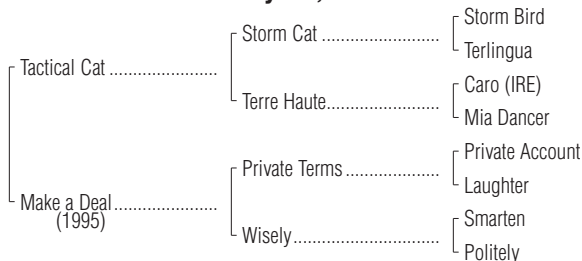 Storm Bird
Storm Cat ..........................
Terlingua
Tactical Cat ........................
Caro (IRE)
Terre Haute.........................
Mia Dancer
Private Account
Private Terms .....................
Laughter
Make a Deal.......................
(1995)
Smarten
Wisely.................................
Politely